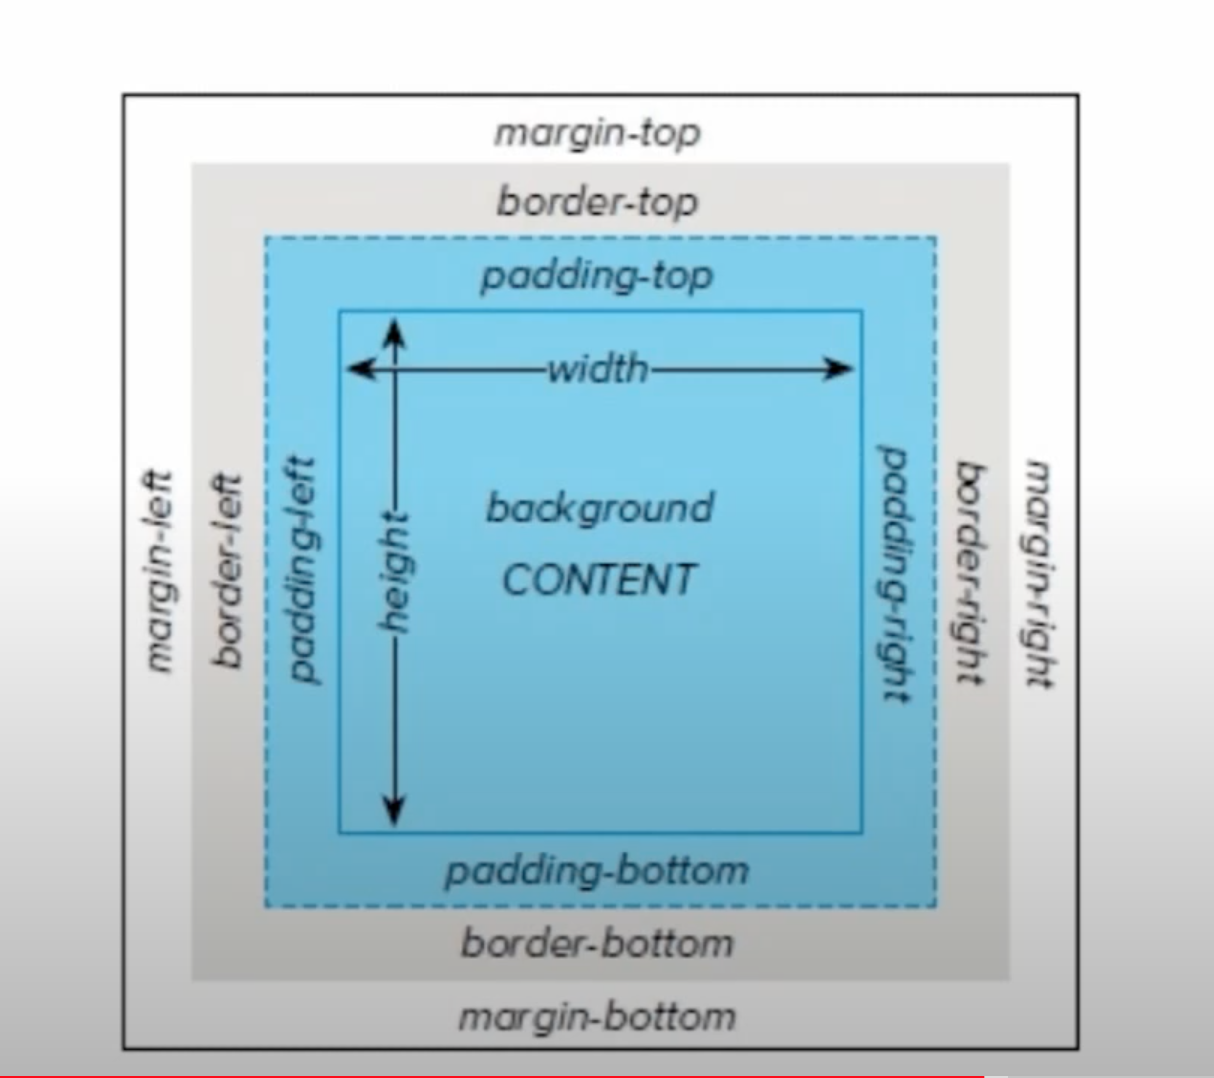 margin-top
border-top
padding-top
width
margin-left
border-left
padding-left
height
background
CONTENT
padding-right
border-right
margin-right
padding-bottom
border-bottom
margin-bottom